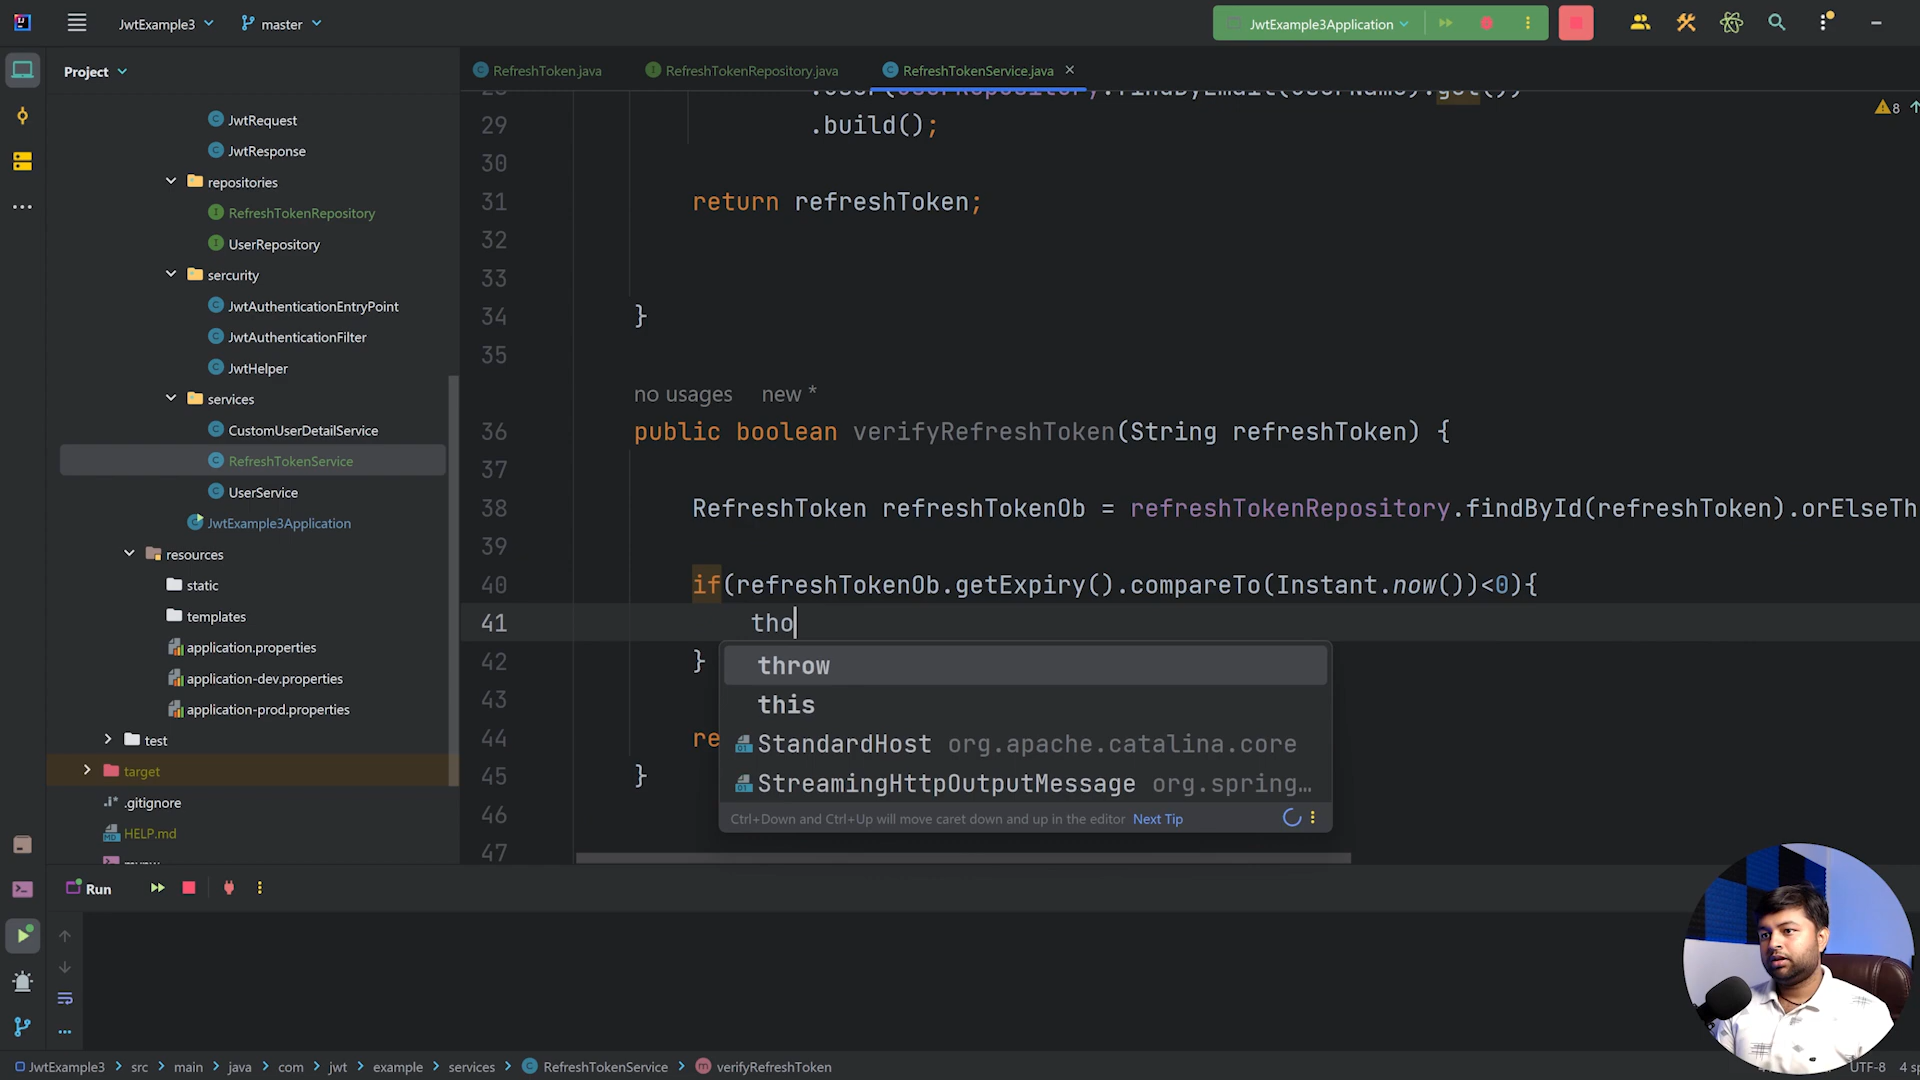 JwtExample3
master
JwtExample3Application
Project
RefreshToken.java
RefreshTokenRepository.java
RefreshTokenService.java
JwtRequest
JwtResponse
repositories
RefreshTokenRepository
UserRepository
sercurity
JwtAuthenticationEntryPoint
JwtAuthenticationFilter
JwtHelper
services
CustomUserDetailService
RefreshTokenService
UserService
JwtExample3Application
resources
static
templates
application.properties
application-dev.properties
application-prod.properties
test
target
.gitignore
HELP.md
8
29 .build();
30
31 return refreshToken;
32
33
34 }
35
no usages new *
36 public boolean verifyRefreshToken(String refreshToken) {
37
38 RefreshToken refreshTokenOb = refreshTokenRepository.findById(refreshToken).orElseTh
39
40 if(refreshTokenOb.getExpiry().compareTo(Instant.now())<0){
41 tho
42 }
43
44 re
45 }
46
47
throw
this
StandardHost org.apache.catalina.core
StreamingHttpOutputMessage org.spring...
Ctrl+Down and Ctrl+Up will move caret down and up in the editor Next Tip
Run
JwtExample3 > src > main > java > com > jwt > example > services > RefreshTokenService > verifyRefreshToken
UTF-8